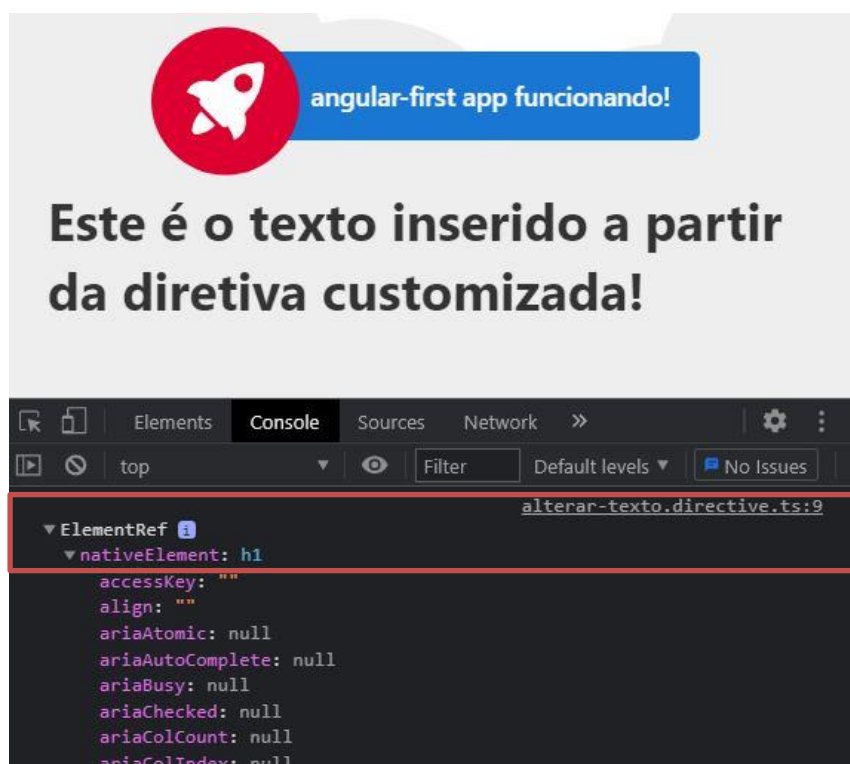 angular-first app funcionando!
Este é o texto inserido a partir
da diretiva customizada!
Elements Console Sources Network »
top Filter Default levels ▼ No Issues
alterar-texto.directive.ts:9
▼ElementRef i
▼nativeElement: h1
accessKey: ""
align: ""
ariaAtomic: null
ariaAutoComplete: null
ariaBusy: null
ariaChecked: null
ariaColCount: null
ariaColIndex: null